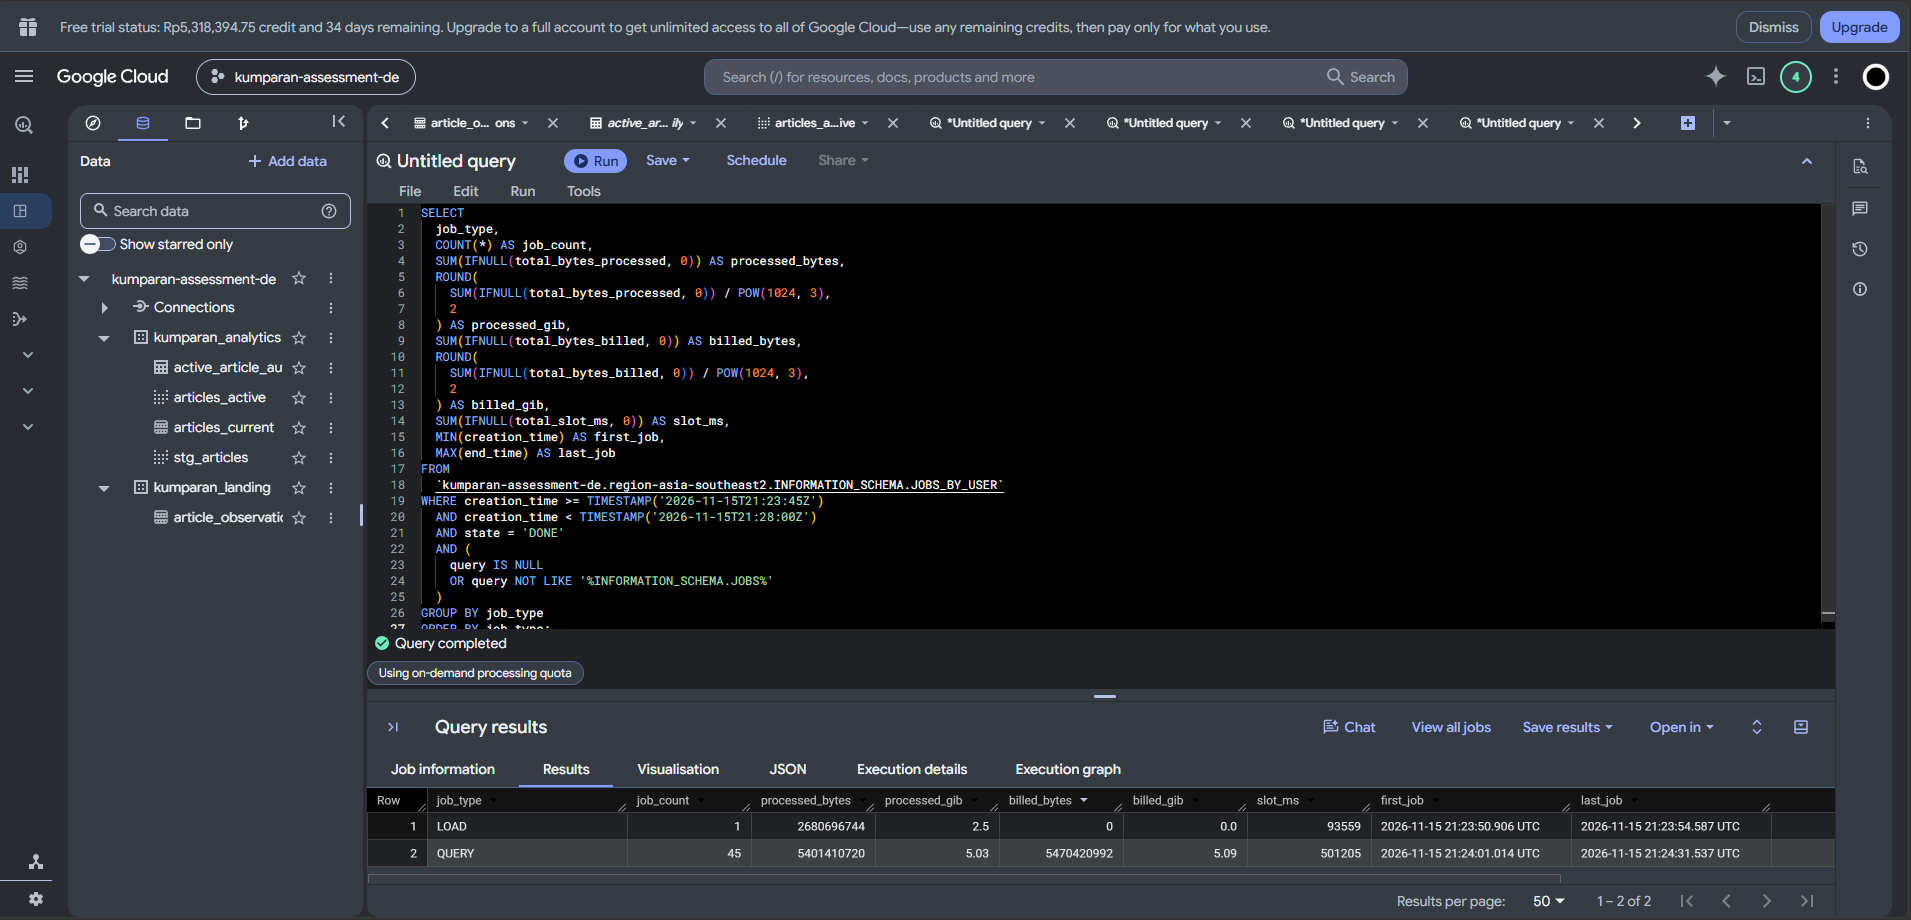 Free trial status: Rp5,318,394.75 credit and 34 days remaining. Upgrade to a full account to get unlimited access to all of Google Cloud—use any remaining credits, then pay only for what you use.
Dismiss
Upgrade
Google Cloud
kumparan-assessment-de
Search (/) for resources, docs, products and more
Search
4
Data
Add data
Search data
Show starred only
kumparan-assessment-de
Connections
kumparan_analytics
active_article_au
articles_active
articles_current
stg_articles
kumparan_landing
article_observatic
article_o... ons
active_ar... ily
articles_a...ive
*Untitled query
*Untitled query
*Untitled query
*Untitled query
Untitled query
Run
Save
Schedule
Share
File
Edit
Run
Tools
1 SELECT
2 job_type,
3 COUNT(*) AS job_count,
4 SUM(IFNULL(total_bytes_processed, 0)) AS processed_bytes,
5 ROUND(
6 SUM(IFNULL(total_bytes_processed, 0)) / POW(1024, 3),
7 2
8 ) AS processed_gib,
9 SUM(IFNULL(total_bytes_billed, 0)) AS billed_bytes,
10 ROUND(
11 SUM(IFNULL(total_bytes_billed, 0)) / POW(1024, 3),
12 2
13 ) AS billed_gib,
14 SUM(IFNULL(total_slot_ms, 0)) AS slot_ms,
15 MIN(creation_time) AS first_job,
16 MAX(end_time) AS last_job
17 FROM
18 `kumparan-assessment-de.region-asia-southeast2.INFORMATION_SCHEMA.JOBS_BY_USER`
19 WHERE creation_time >= TIMESTAMP('2026-11-15T21:23:45Z')
20 AND creation_time < TIMESTAMP('2026-11-15T21:28:00Z')
21 AND state = 'DONE'
22 AND (
23 query IS NULL
24 OR query NOT LIKE '%INFORMATION_SCHEMA.JOBS%'
25 )
26 GROUP BY job_type
27 ORDER BY job_type;
Query completed
Using on-demand processing quota
Query results
Chat
View all jobs
Save results
Open in
Job information
Results
Visualisation
JSON
Execution details
Execution graph
Row job_type job_count processed_bytes processed_gib billed_bytes billed_gib slot_ms first_job last_job
1 LOAD 1 2680696744 2.5 0 0.0 93559 2026-11-15 21:23:50.906 UTC 2026-11-15 21:23:54.587 UTC
2 QUERY 45 5401410720 5.03 5470420992 5.09 501205 2026-11-15 21:24:01.014 UTC 2026-11-15 21:24:31.537 UTC
Results per page: 50 1 – 2 of 2